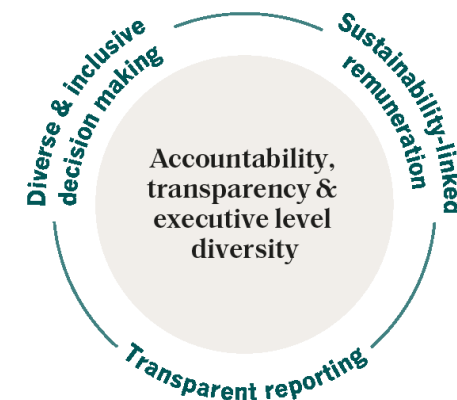 Diverse & inclusive
decision making
Sustainability-linked
remuneration
Accountability,
transparency &
executive level
diversity
Transparent reporting